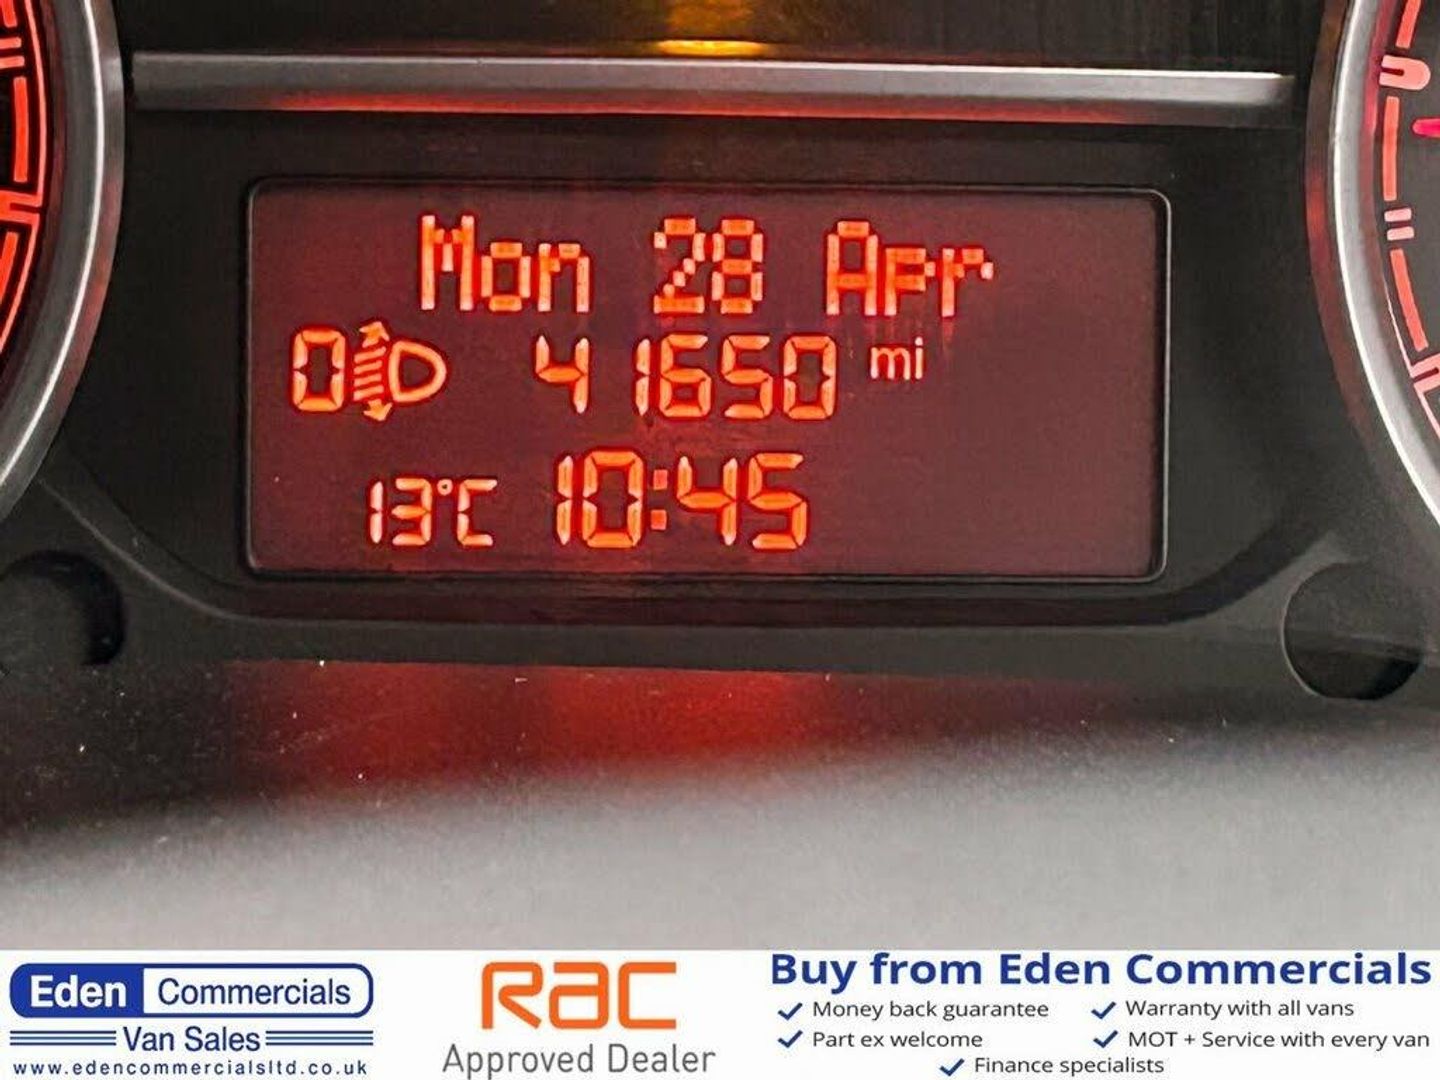 Mon 28 Apr
0 41650 mi
13°C 10:45
Eden Commercials
Van Sales
www.edencommercialsltd.co.uk
RAC
Approved Dealer
Buy from Eden Commercials
Money back guarantee
Warranty with all vans
Part ex welcome
MOT + Service with every van
Finance specialists